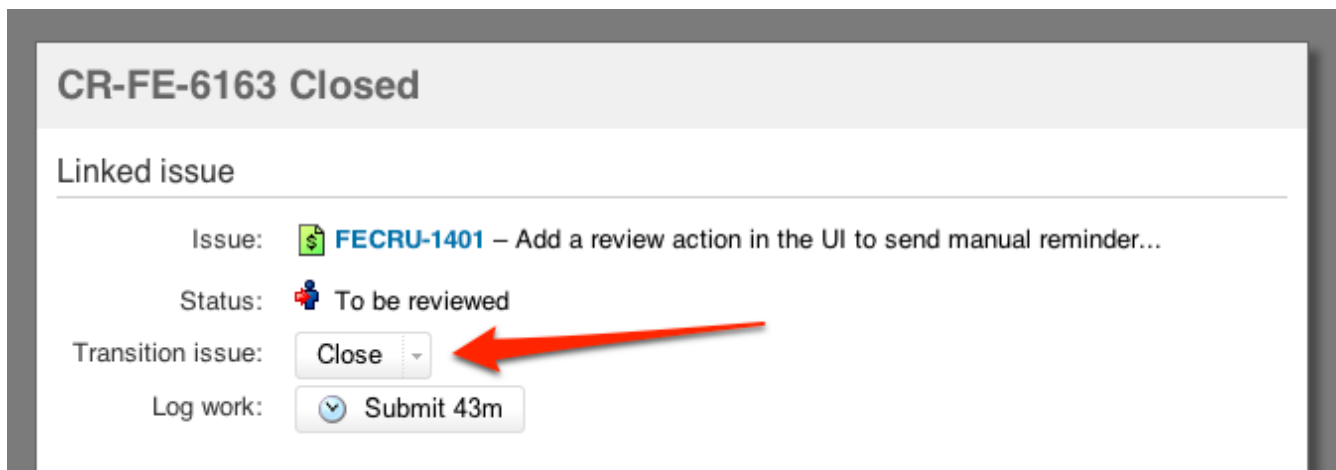 CR-FE-6163 Closed
Linked issue
Issue: FECRU-1401 – Add a review action in the UI to send manual reminder...
Status: To be reviewed
Transition issue: Close
Log work: Submit 43m